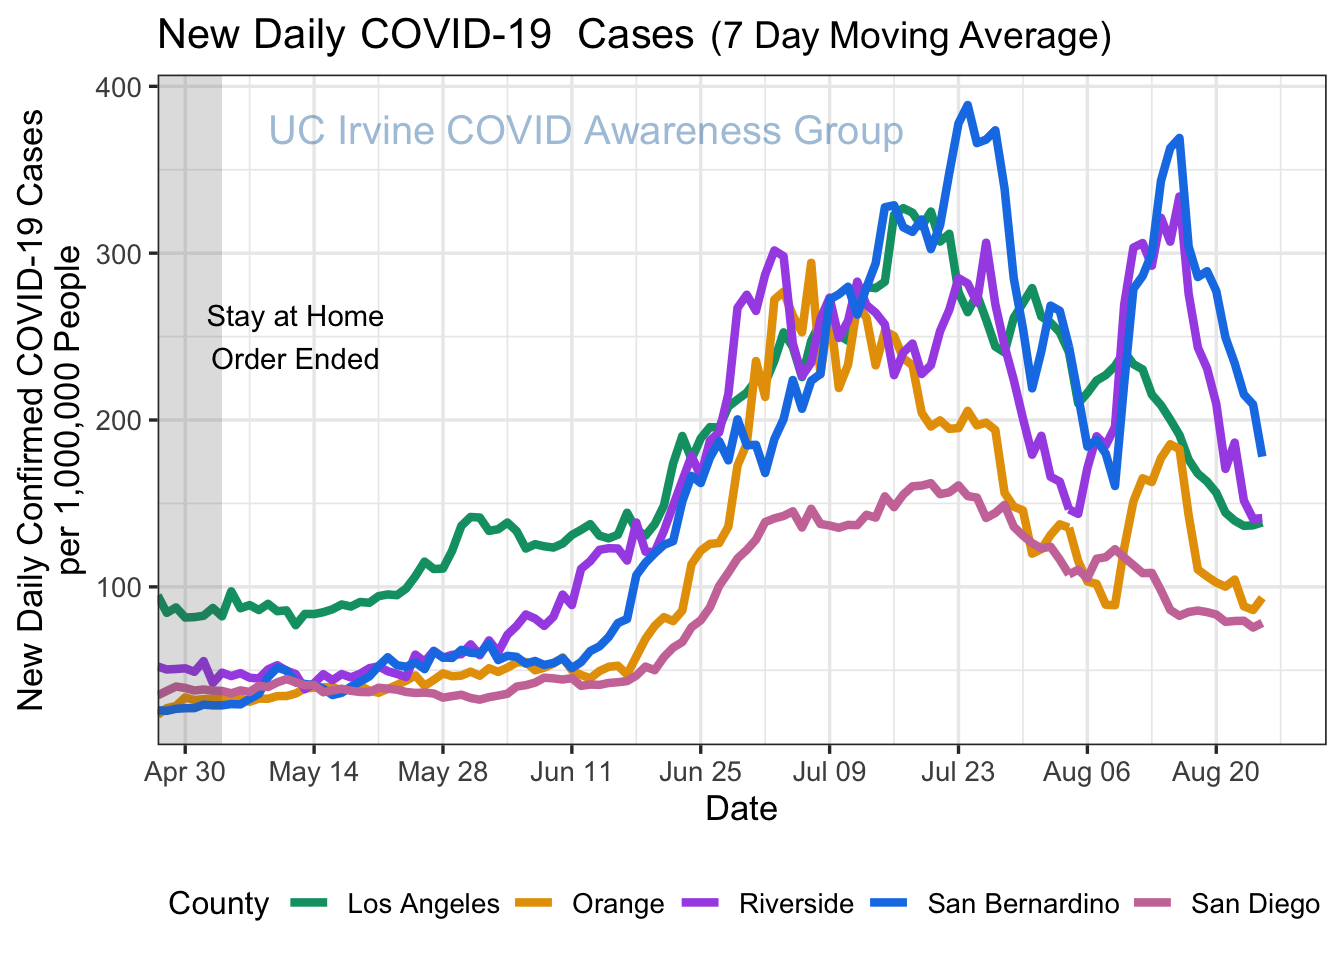 New Daily COVID-19  Cases (7 Day Moving Average)
New Daily Confirmed COVID-19 Cases
per 1,000,000 People
400
300
200
100
UC Irvine COVID Awareness Group
Stay at Home
Order Ended
Apr 30 May 14 May 28 Jun 11 Jun 25 Jul 09 Jul 23 Aug 06 Aug 20
Date
County Los Angeles Orange Riverside San Bernardino San Diego